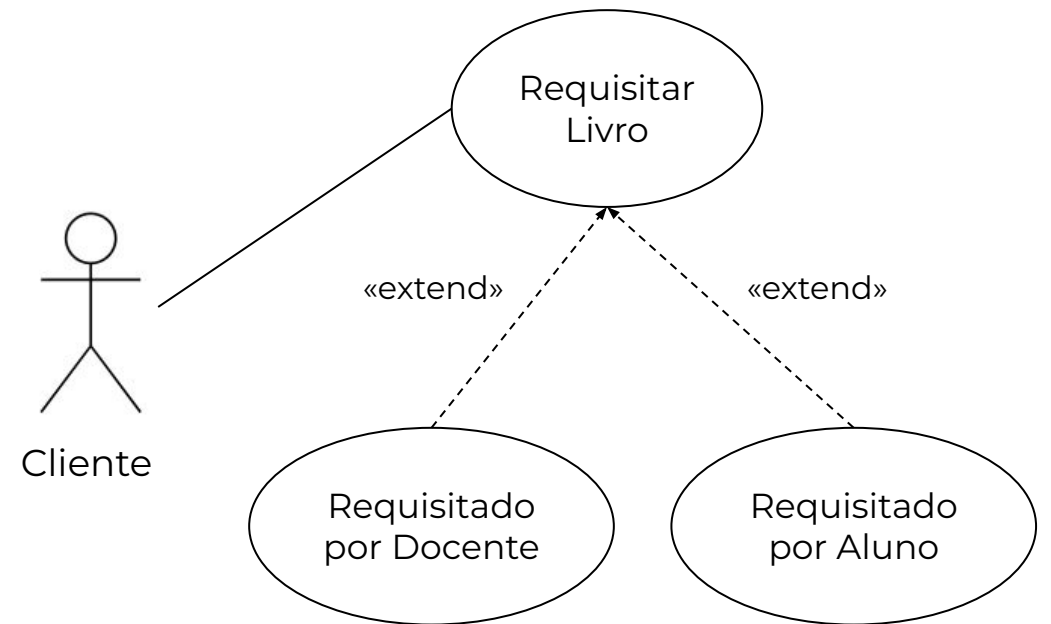 Requisitar
Livro
«extend»
«extend»
Cliente
Requisitado
por Docente
Requisitado
por Aluno